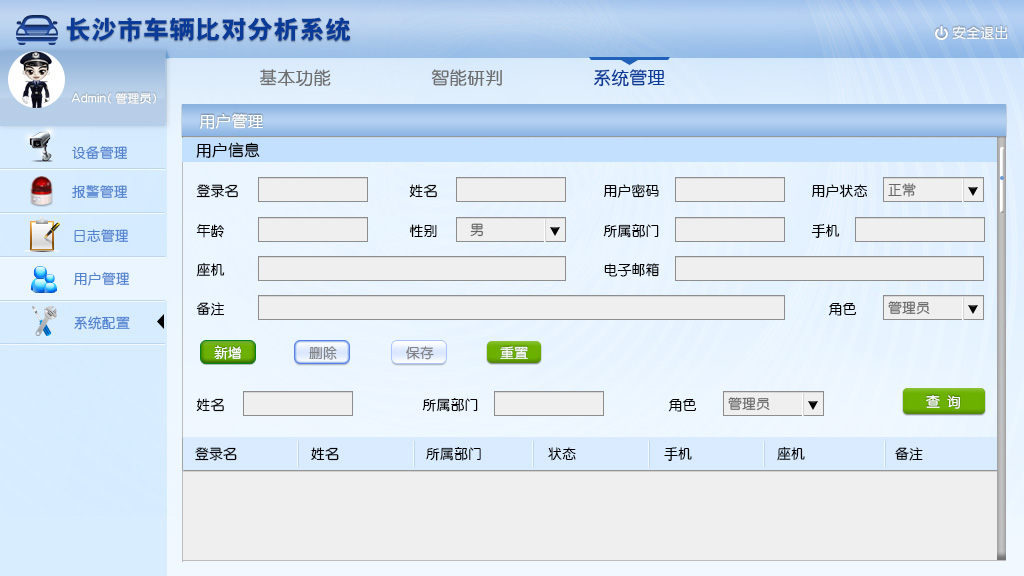 长沙市车辆比对分析系统
安全退出
Admin(管理员)
基本功能 智能研判 系统管理
设备管理
报警管理
日志管理
用户管理
系统配置
用户管理
用户信息
登录名 姓名 用户密码 用户状态 正常
年龄 性别 男 所属部门 手机
座机 电子邮箱
备注 角色 管理员
新增 删除 保存 重置
姓名 所属部门 角色 管理员 查 询
登录名 姓名 所属部门 状态 手机 座机 备注